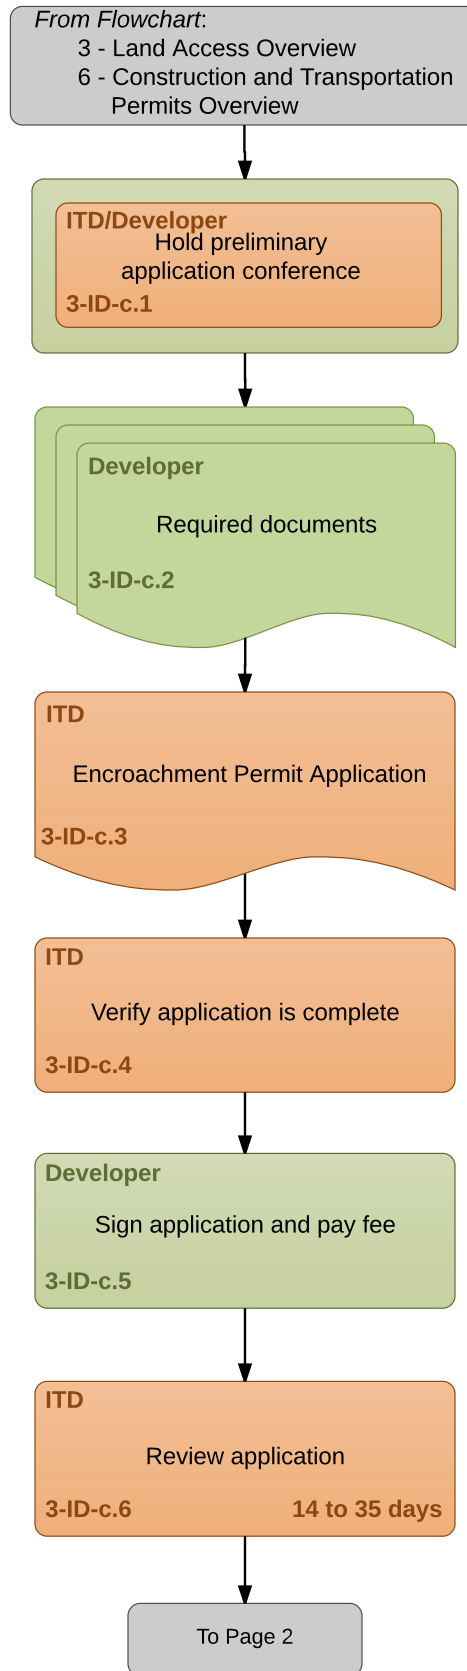 From Flowchart:
3 - Land Access Overview
6 - Construction and Transportation
Permits Overview
ITD/Developer
Hold preliminary
application conference
3-ID-c.1
Developer
Required documents
3-ID-c.2
ITD
Encroachment Permit Application
3-ID-c.3
ITD
Verify application is complete
3-ID-c.4
Developer
Sign application and pay fee
3-ID-c.5
ITD
Review application
3-ID-c.6 14 to 35 days
To Page 2